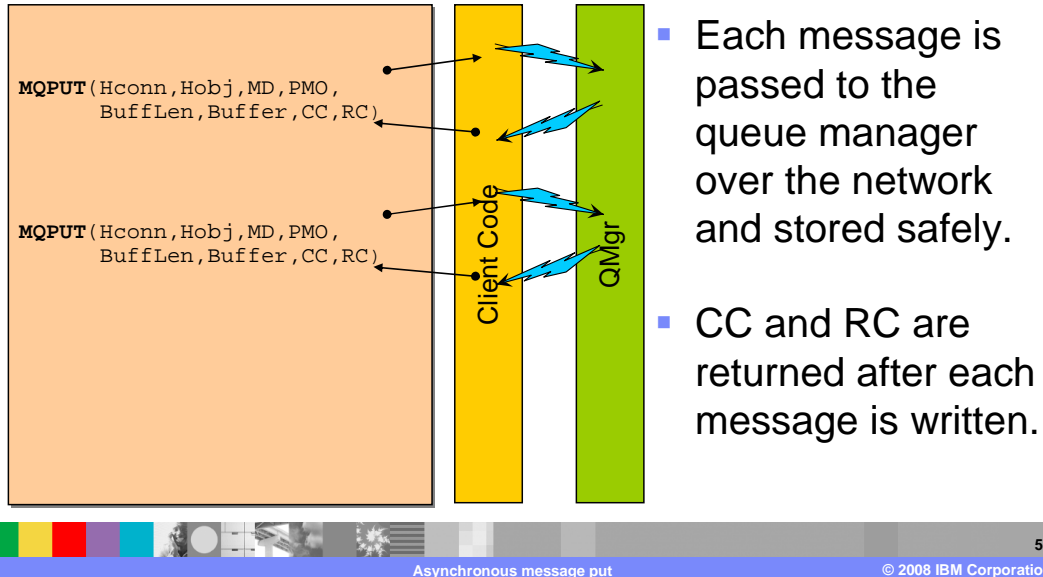 MQPUT(Hconn,Hobj,MD,PMO,
BuffLen,Buffer,CC,RC)
MQPUT(Hconn,Hobj,MD,PMO,
BuffLen,Buffer,CC,RC)
Client Code
QMgr
Each message is
passed to the
queue manager
over the network
and stored safely.
CC and RC are
returned after each
message is written.
5
Asynchronous message put
© 2008 IBM Corporatio